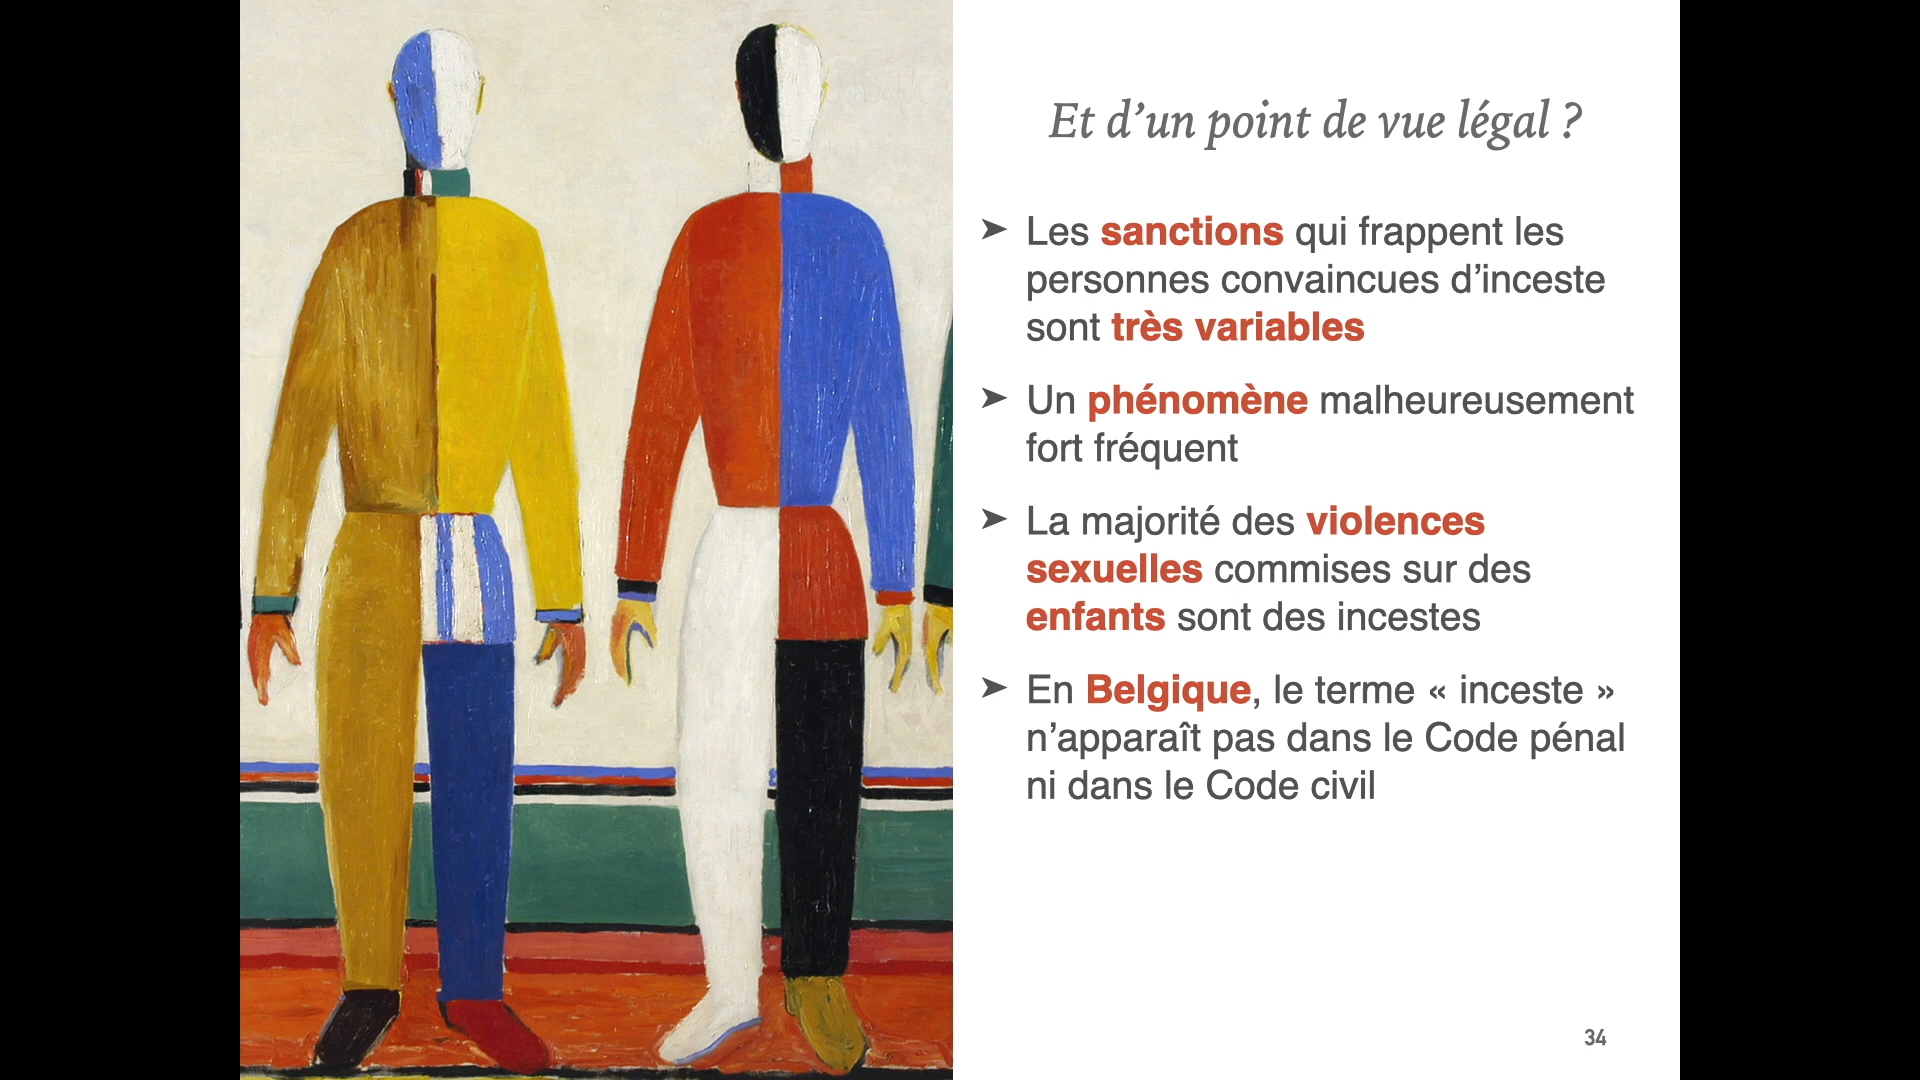 Et d’un point de vue légal ?
➤ Les sanctions qui frappent les
personnes convaincues d’inceste
sont très variables
➤ Un phénomène malheureusement
fort fréquent
➤ La majorité des violences
sexuelles commises sur des
enfants sont des incestes
➤ En Belgique, le terme « inceste »
n’apparaît pas dans le Code pénal
ni dans le Code civil
34